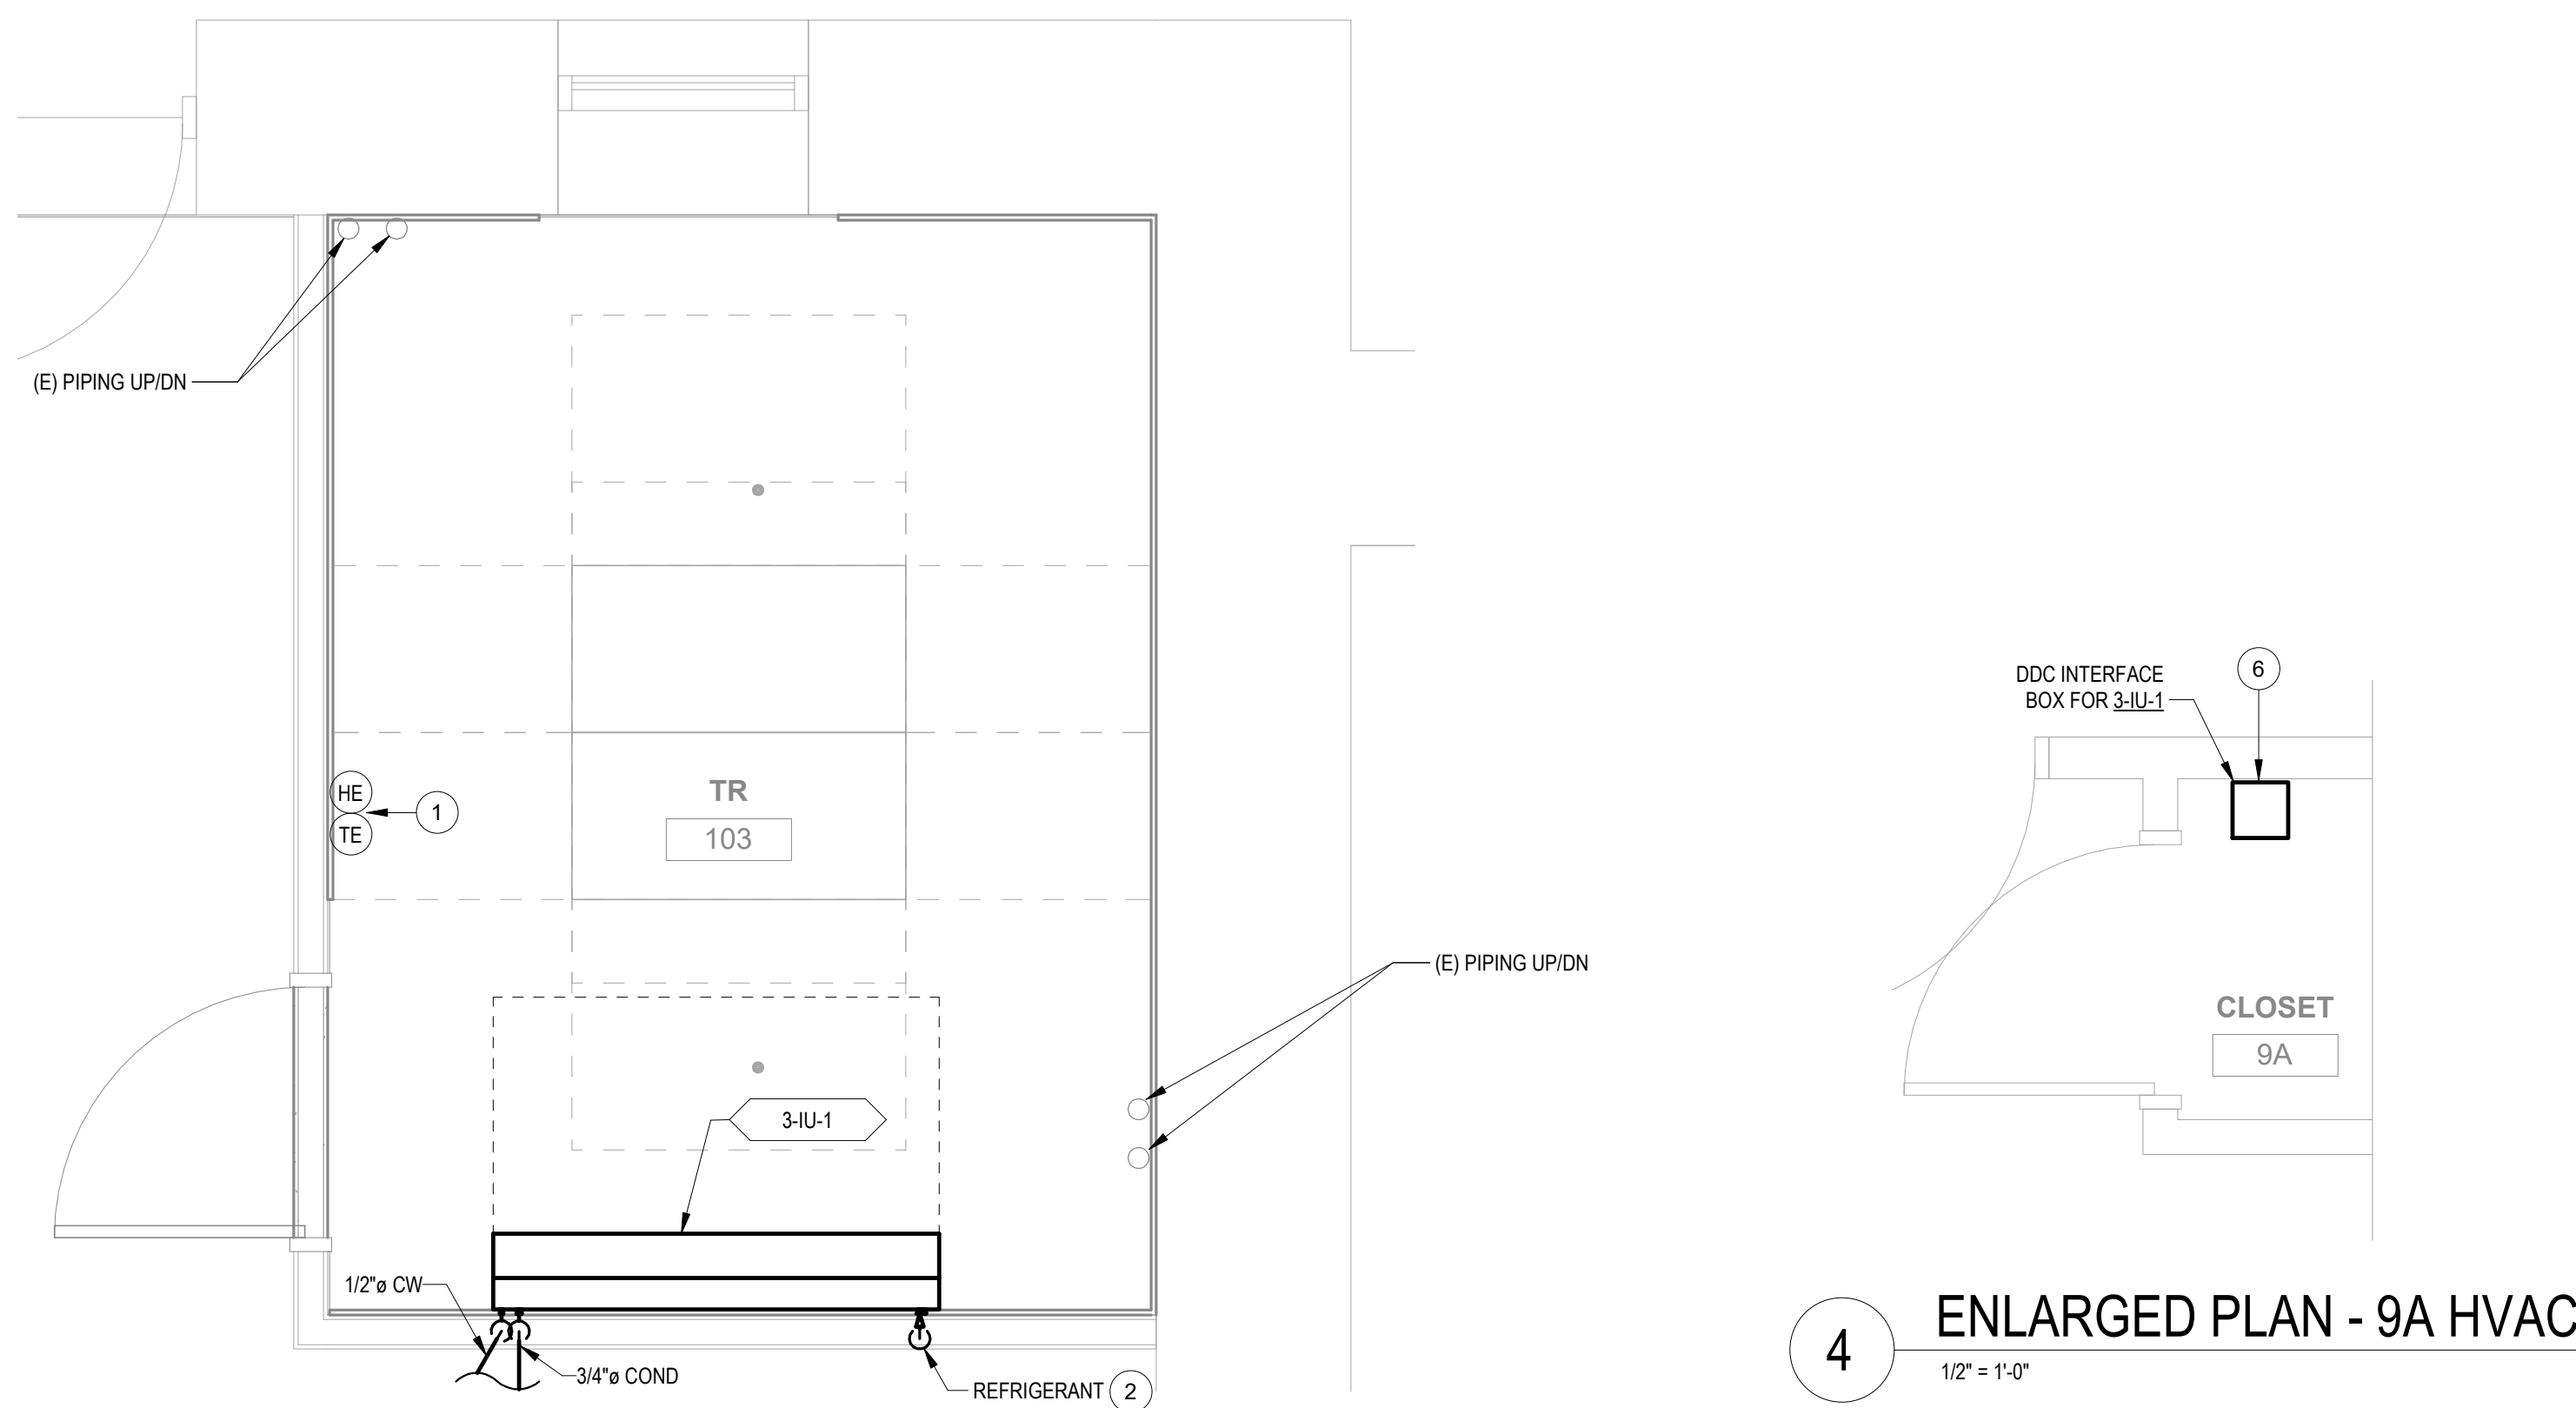 (E) PIPING UP/DN
HE
TE
1
TR
103
(E) PIPING UP/DN
3-IU-1
1/2"ø CW
3/4"ø COND
REFRIGERANT
2
DDC INTERFACE
BOX FOR 3-IU-1
6
CLOSET
9A
4
ENLARGED PLAN - 9A HVAC
1/2" = 1'-0"